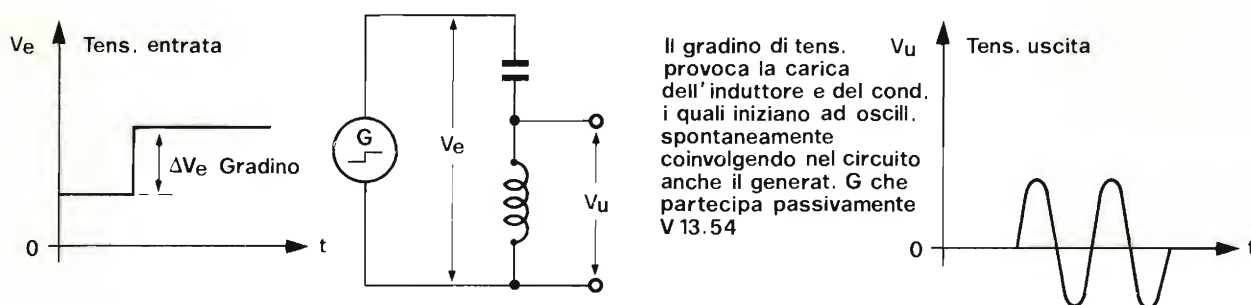 Ve
Tens. entrata
ΔVe Gradino
0
t
G
Ve
Vu
Il gradino di tens.
provoca la carica
dell'induttore e del cond.
i quali iniziano ad oscill.
spontaneamente
coinvolgendo nel circuito
anche il generat. G che
partecipa passivamente
V 13.54
Vu
Tens. uscita
0
t